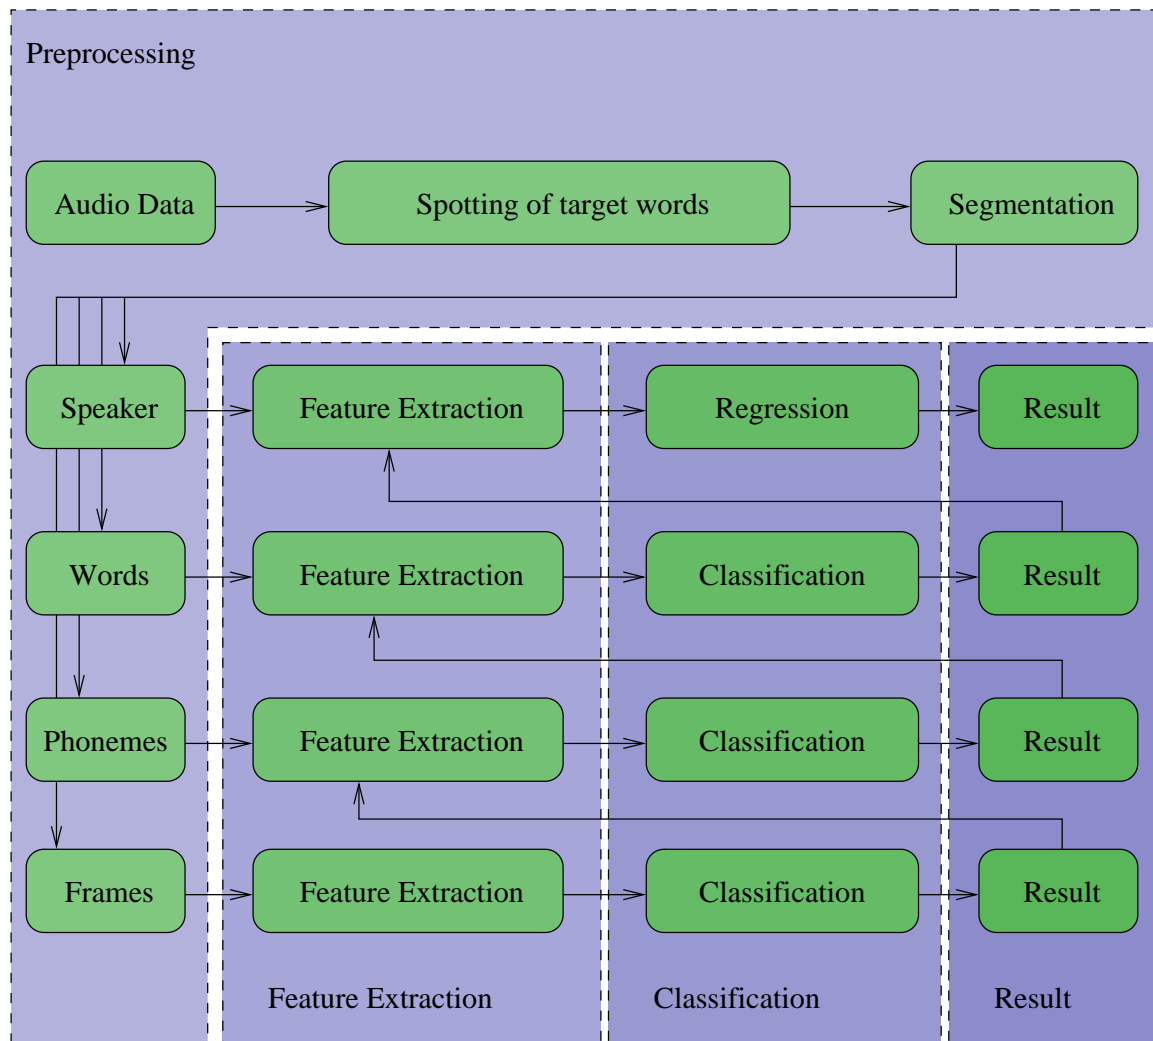 Preprocessing
Audio Data
Spotting of target words
Segmentation
Speaker
Feature Extraction
Regression
Result
Words
Feature Extraction
Classification
Result
Phonemes
Feature Extraction
Classification
Result
Frames
Feature Extraction
Classification
Result
Feature Extraction
Classification
Result